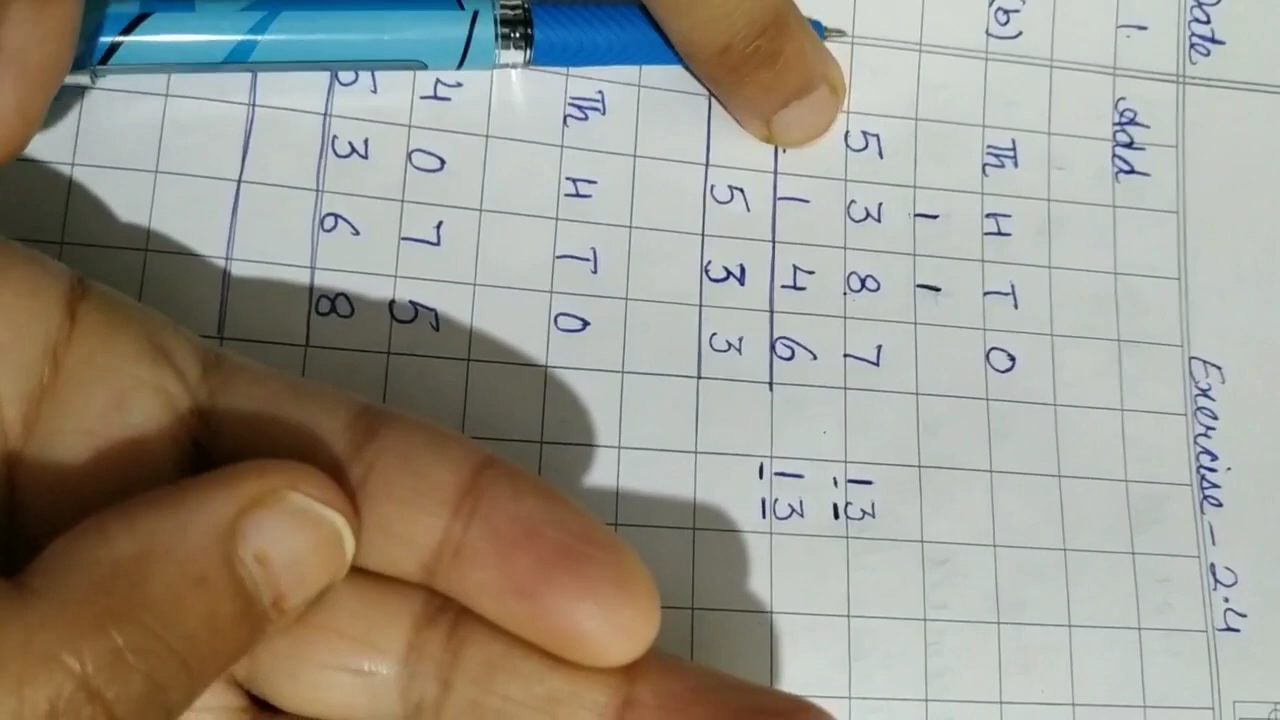 Date
Exercise - 2.4
1. Add
(b) Th H T O
1 1
5 3 8 7 13
1 4 6 13
5 3 3
Th H T O
4 0 7 5
5 3 6 8